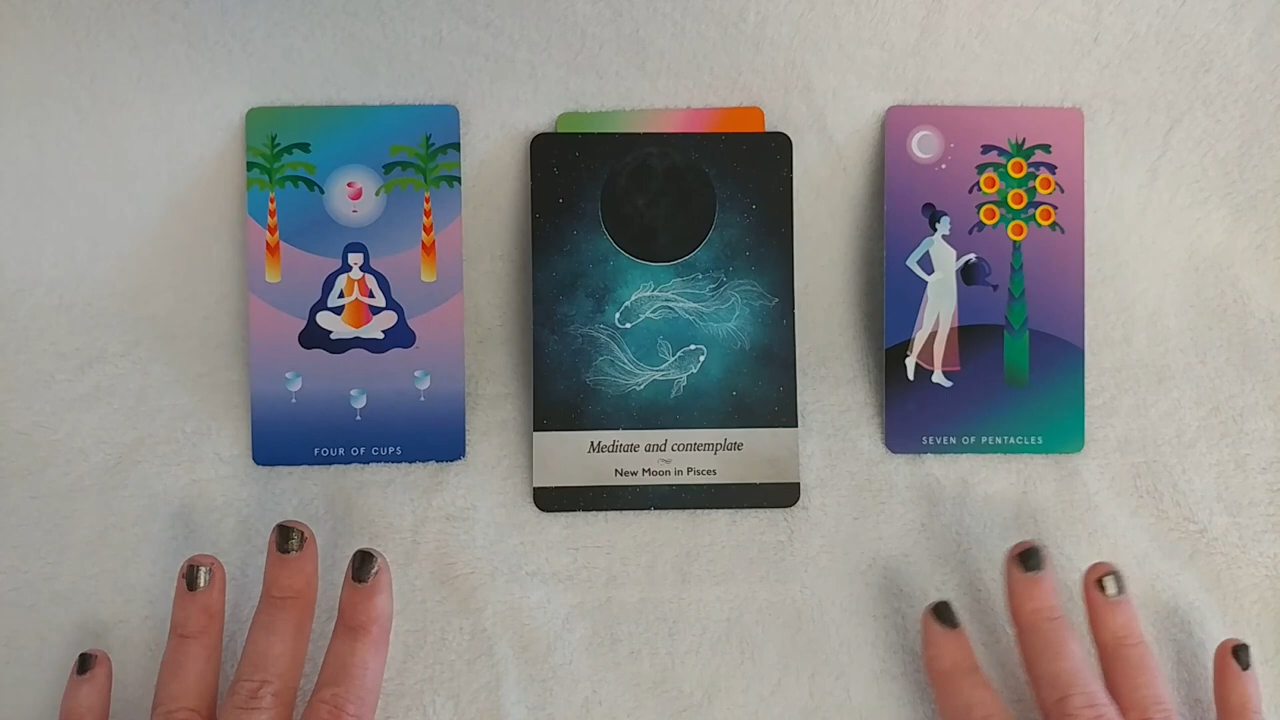 FOUR OF CUPS
Meditate and contemplate
New Moon in Pisces
SEVEN OF PENTACLES